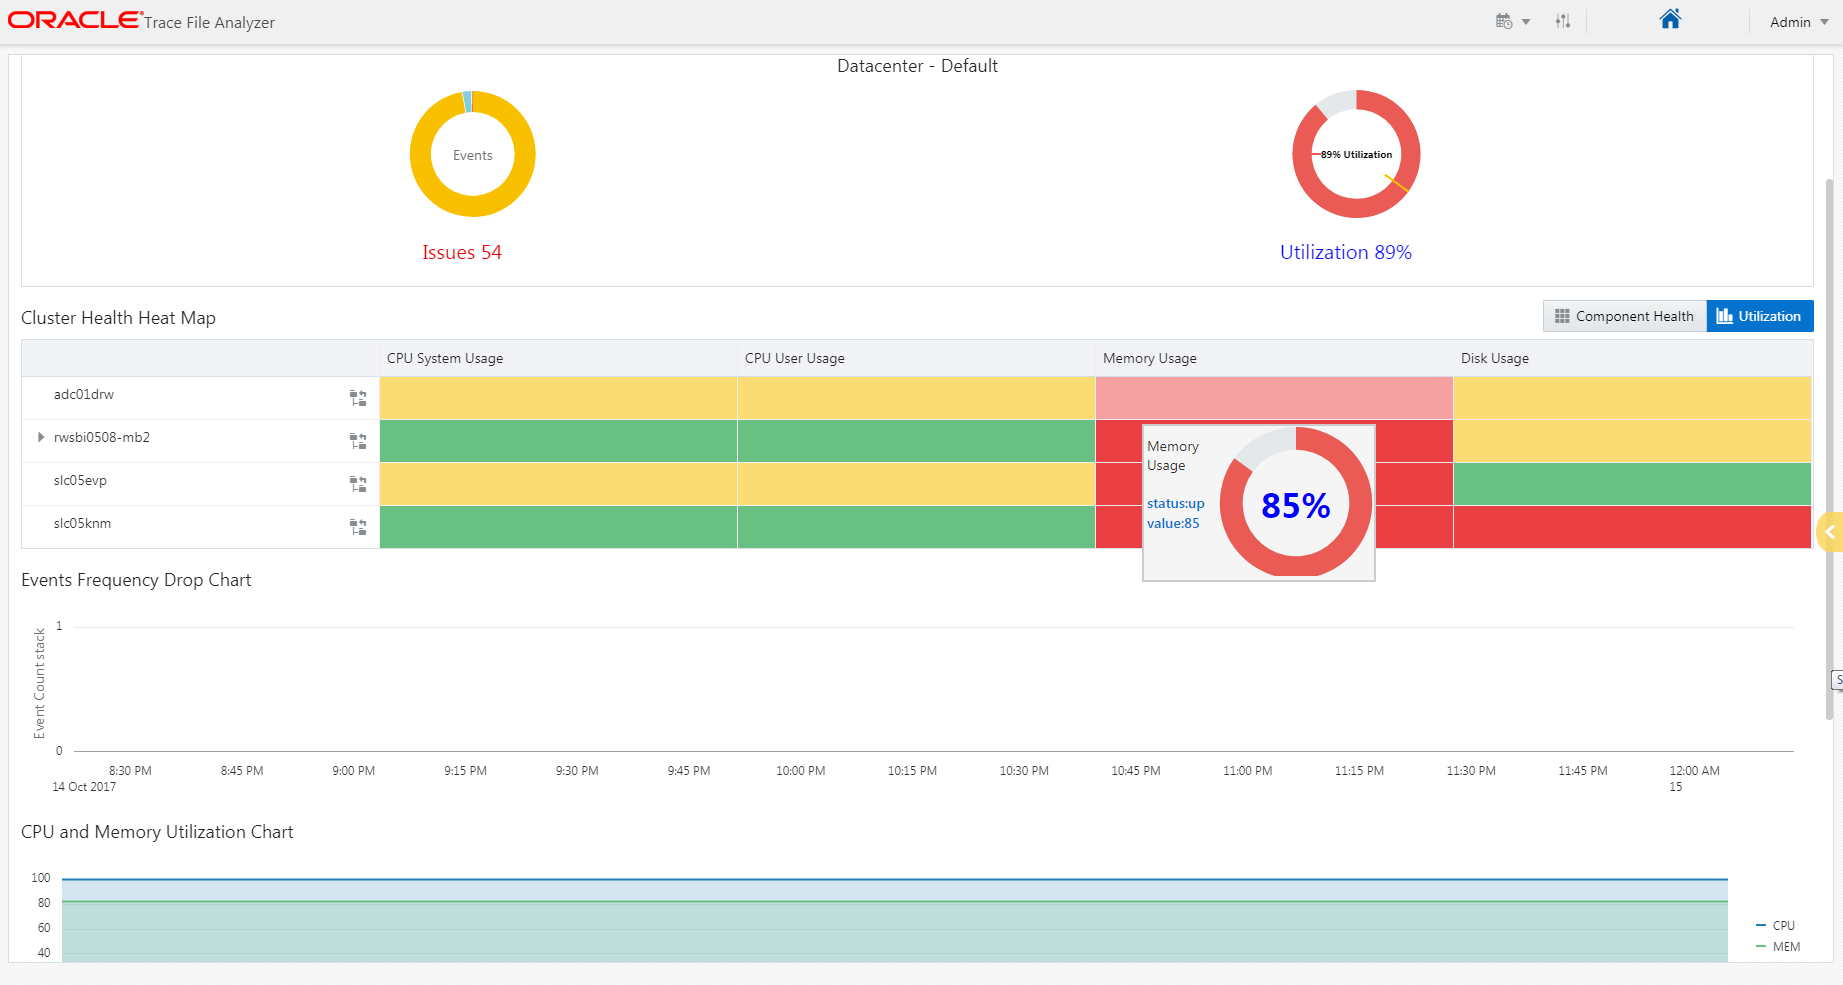 ORACLE Trace File Analyzer
Admin
Datacenter - Default
Events
89% Utilization
Issues 54
Utilization 89%
Cluster Health Heat Map
Component Health
Utilization
CPU System Usage
CPU User Usage
Memory Usage
Disk Usage
adc01drw
rwsbi0508-mb2
slc05evp
slc05knm
Memory
Usage
status:up
value:85
85%
Events Frequency Drop Chart
Event Count stack
1
0
8:30 PM
8:45 PM
9:00 PM
9:15 PM
9:30 PM
9:45 PM
10:00 PM
10:15 PM
10:30 PM
10:45 PM
11:00 PM
11:15 PM
11:30 PM
11:45 PM
12:00 AM
14 Oct 2017
15
CPU and Memory Utilization Chart
100
80
60
40
CPU
MEM
S